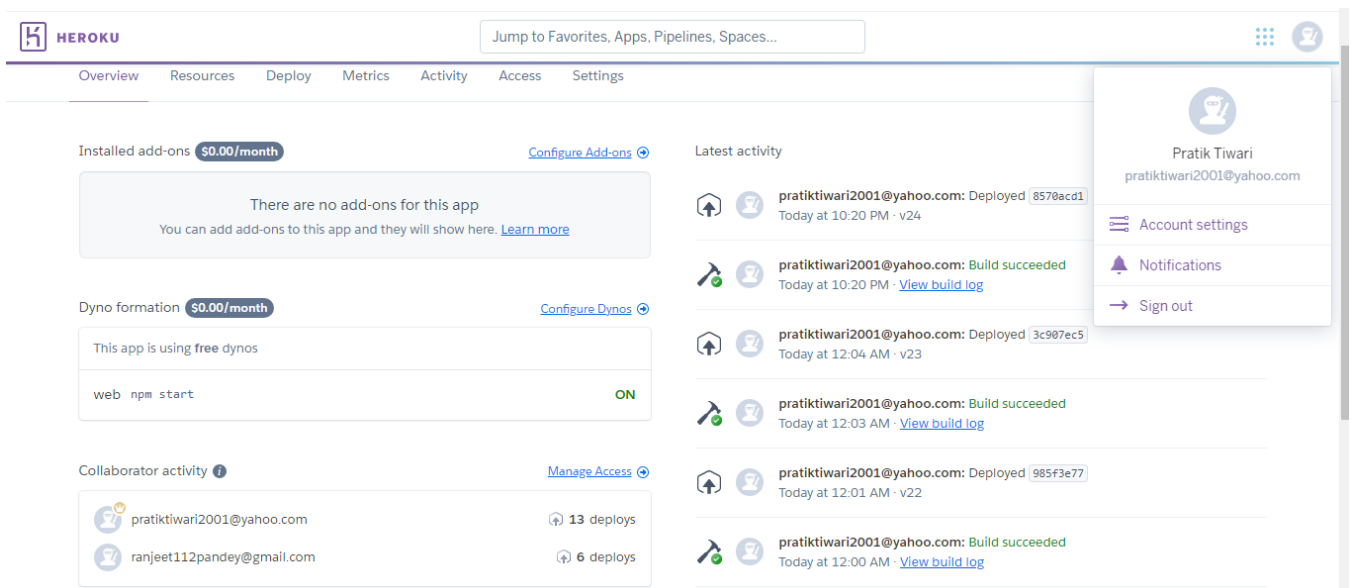 HEROKU
Jump to Favorites, Apps, Pipelines, Spaces...
Overview Resources Deploy Metrics Activity Access Settings
Installed add-ons $0.00/month Configure Add-ons
There are no add-ons for this app
You can add add-ons to this app and they will show here. Learn more
Dyno formation $0.00/month Configure Dynos
This app is using free dynos
web npm start ON
Collaborator activity Manage Access
pratiktiwari2001@yahoo.com 13 deploys
ranjeet112pandey@gmail.com 6 deploys
Latest activity
pratiktiwari2001@yahoo.com: Deployed 8570acd1
Today at 10:20 PM · v24
pratiktiwari2001@yahoo.com: Build succeeded
Today at 10:20 PM · View build log
pratiktiwari2001@yahoo.com: Deployed 3c907ec5
Today at 12:04 AM · v23
pratiktiwari2001@yahoo.com: Build succeeded
Today at 12:03 AM · View build log
pratiktiwari2001@yahoo.com: Deployed 985f3e77
Today at 12:01 AM · v22
pratiktiwari2001@yahoo.com: Build succeeded
Today at 12:00 AM · View build log
Pratik Tiwari
pratiktiwari2001@yahoo.com
Account settings
Notifications
Sign out